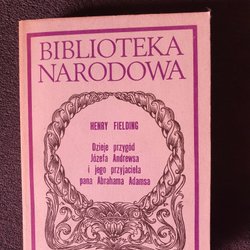 BIBLIOTEKA
NARODOWA
HENRY FIELDING
Dzieje przygód
Józefa Andrewsa
i jego przyjaciela
pana Abrahama Adamsa